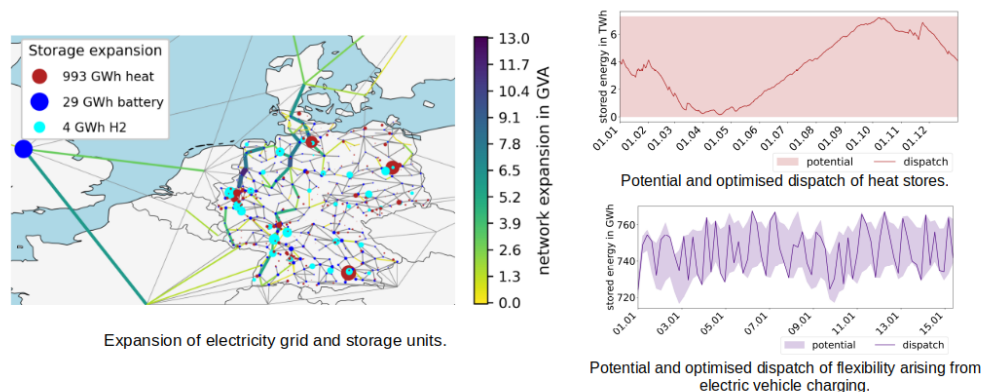 Storage expansion
993 GWh heat
29 GWh battery
4 GWh H2
13.0
11.7
10.4
9.1
7.8
6.5
5.2
3.9
2.6
1.3
0.0
network expansion in GVA
Expansion of electricity grid and storage units.
stored energy in TWh
6
4
2
0
01.01
01.02
01.03
01.04
01.05
01.06
01.07
01.08
01.09
01.10
01.11
01.12
potential dispatch
Potential and optimised dispatch of heat stores.
stored energy in GWh
760
740
720
01.01
03.01
05.01
07.01
09.01
11.01
13.01
15.01
potential dispatch
Potential and optimised dispatch of flexibility arising from
electric vehicle charging.